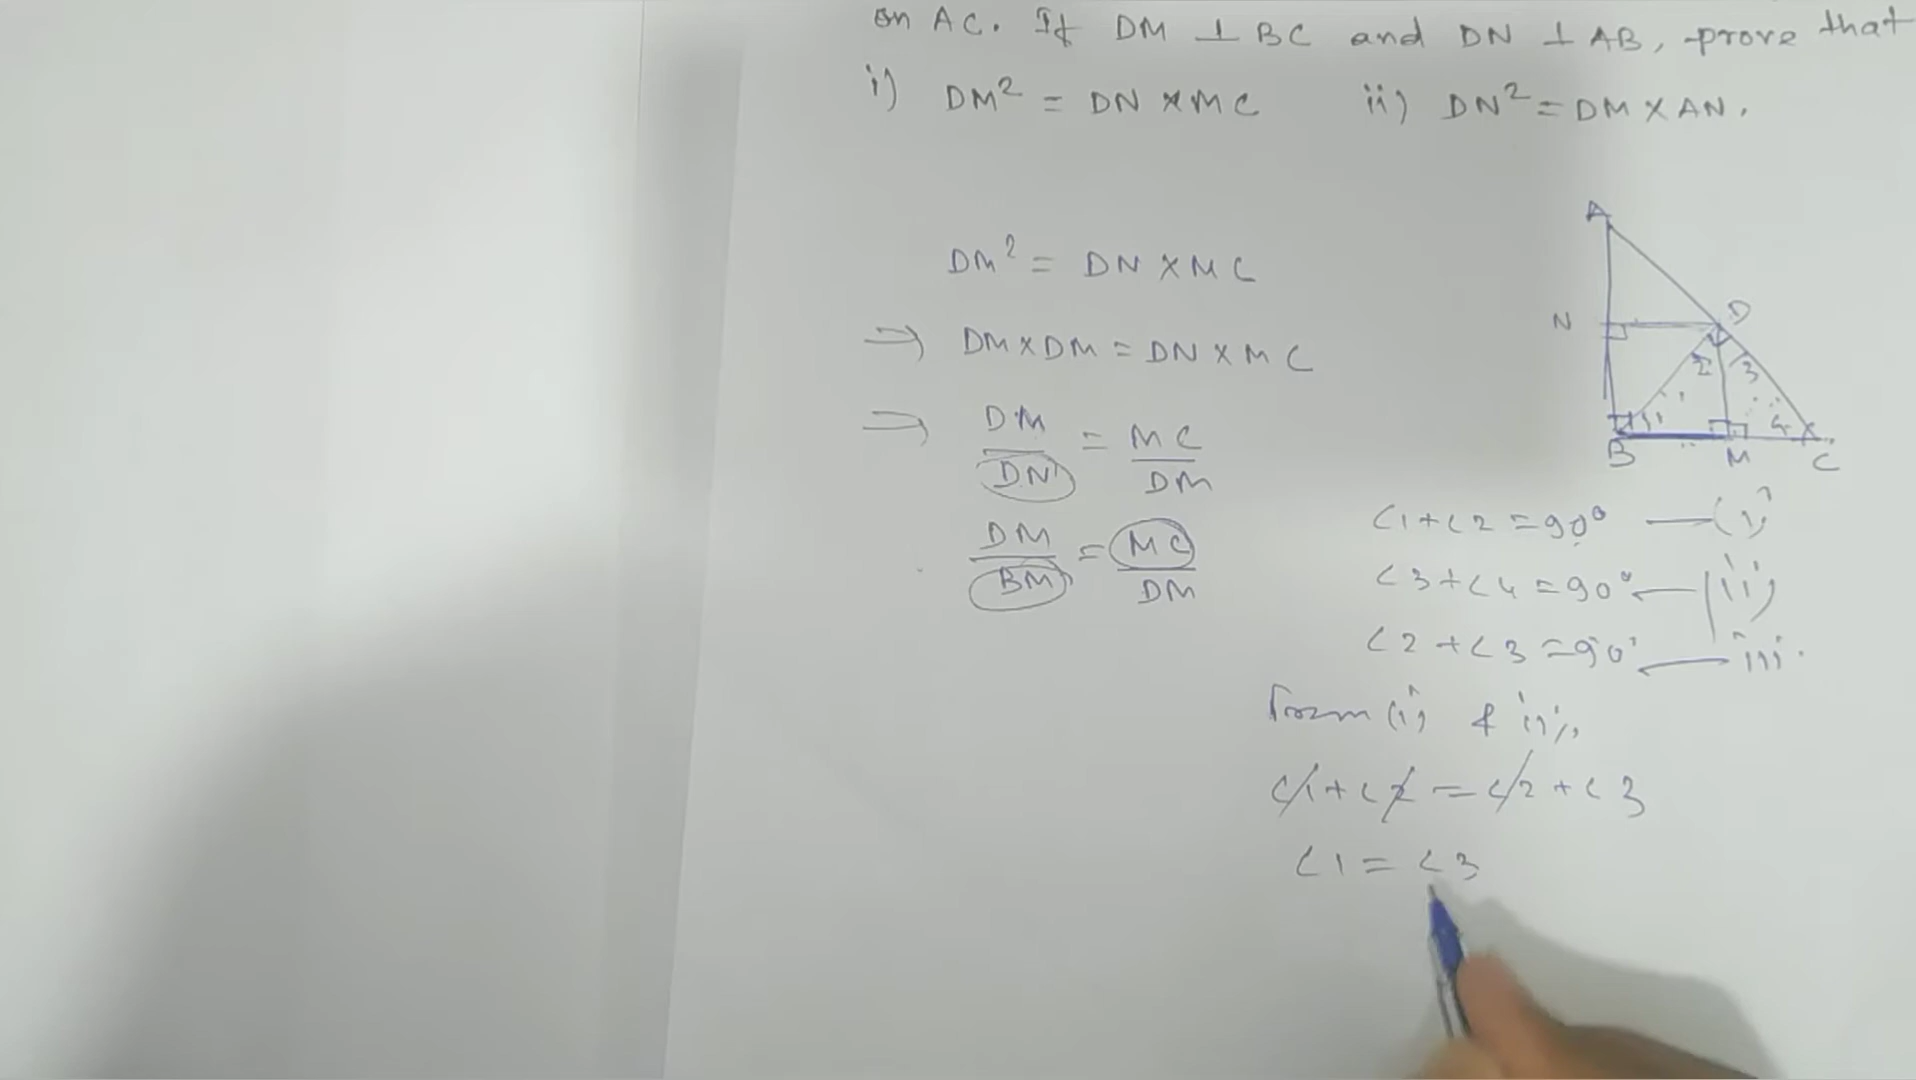 on AC. If DM ⊥ BC and DN ⊥ AB, prove that
i) DM² = DN × MC ii) DN² = DM × AN.
DM² = DN × MC
⇒ DM × DM = DN × MC
⇒ DM/DN = MC/DM
DM/BM = MC/DM
A
N
D
2
3
1
4
B
M
C
∠1+∠2=90° —(i)
∠3+∠4=90° —(ii)
∠2+∠3=90° — iii.
From (i) &
∠1+∠2=∠2+∠3
∠1=∠3